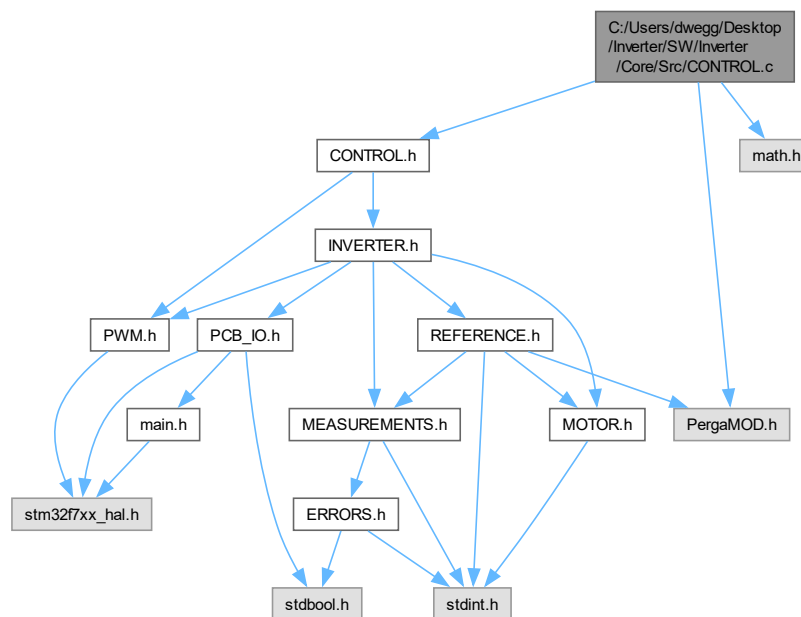 C:/Users/dwegg/Desktop
/Inverter/SW/Inverter
/Core/Src/CONTROL.c
CONTROL.h
math.h
INVERTER.h
PWM.h
PCB_IO.h
REFERENCE.h
main.h
MEASUREMENTS.h
MOTOR.h
PergaMOD.h
stm32f7xx_hal.h
ERRORS.h
stdbool.h
stdint.h